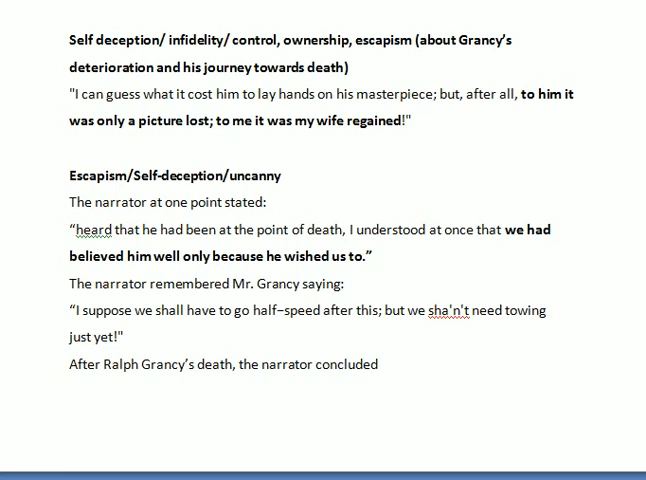 Self deception/ infidelity/ control, ownership, escapism (about Grancy’s
deterioration and his journey towards death)
"I can guess what it cost him to lay hands on his masterpiece; but, after all, to him it
was only a picture lost; to me it was my wife regained!"
Escapism/Self-deception/uncanny
The narrator at one point stated:
“heard that he had been at the point of death, I understood at once that we had
believed him well only because he wished us to.”
The narrator remembered Mr. Grancy saying:
“I suppose we shall have to go half–speed after this; but we sha'n't need towing
just yet!"
After Ralph Grancy’s death, the narrator concluded